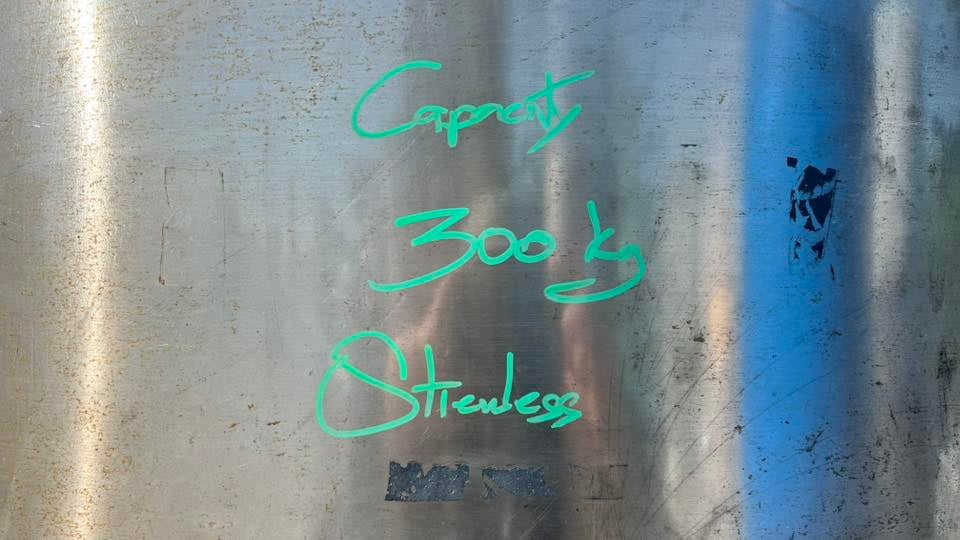 Capacity
300 kg
Stienless